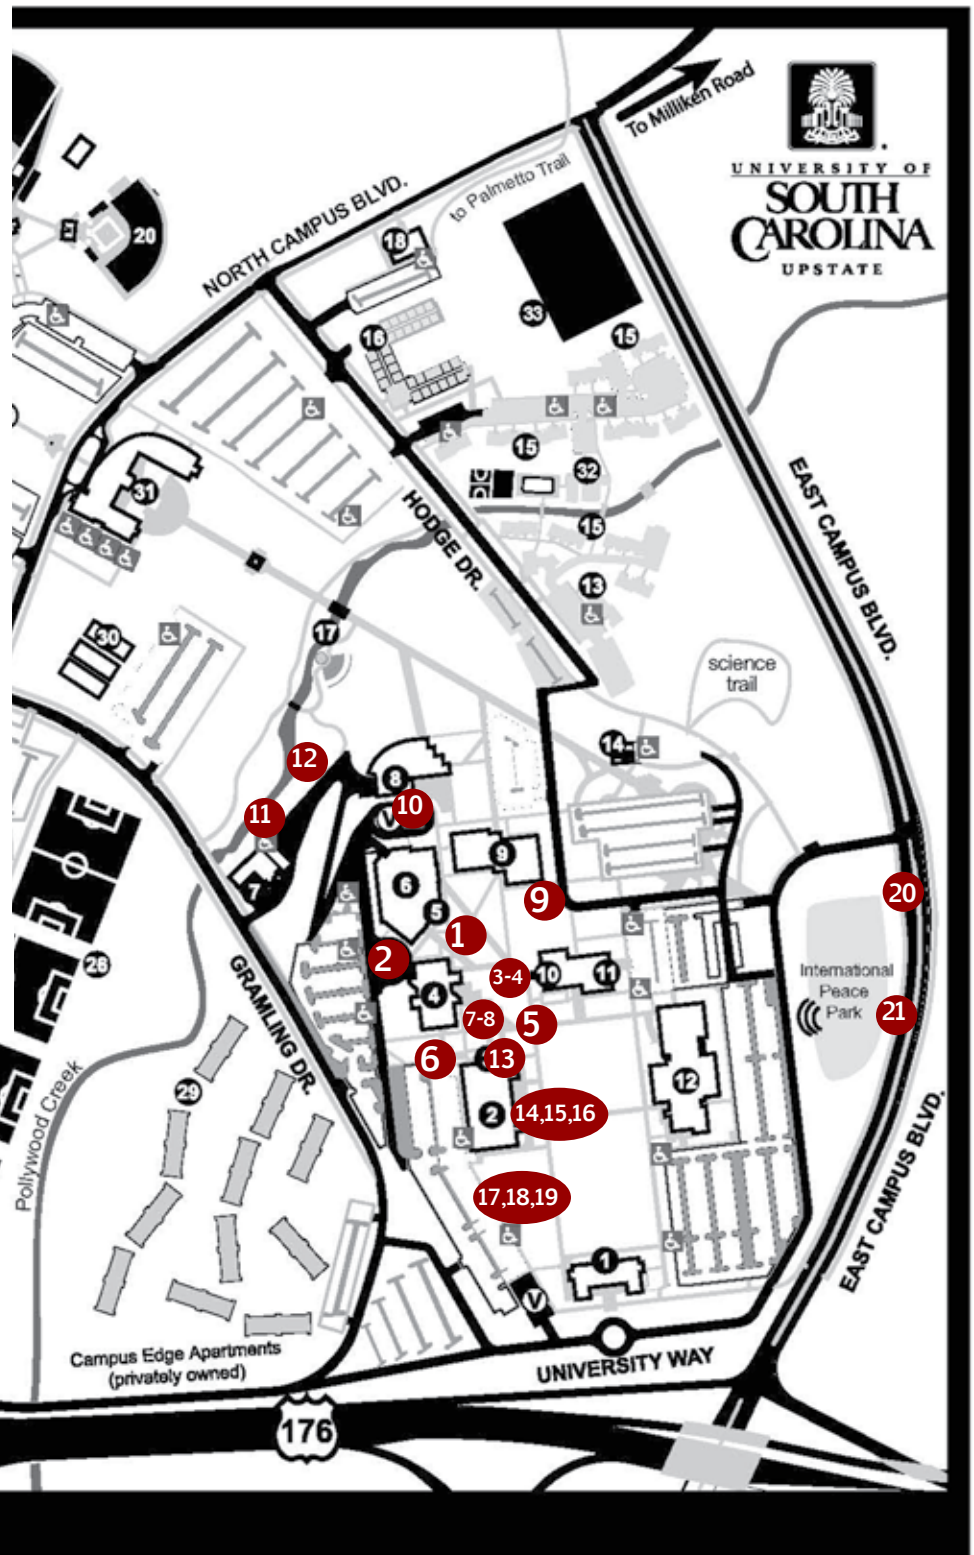 To Milliken Road
UNIVERSITY OF
SOUTH
CAROLINA
UPSTATE
to Palmetto Trail
NORTH CAMPUS BLVD.
20
18
33
16
15
15
32
31
HODGE DR.
EAST CAMPUS BLVD.
15
13
30
17
science
trail
14
12
8
11
10
V
9
7
6
5
9
20
1
2
3-4
10
11
International
Peace
Park
4
28
GRAMLING DR.
7-8
5
21
6
13
12
29
2
14,15,16
Pollywood Creek
17,18,19
EAST CAMPUS BLVD.
1
V
Campus Edge Apartments
(privately owned)
UNIVERSITY WAY
176